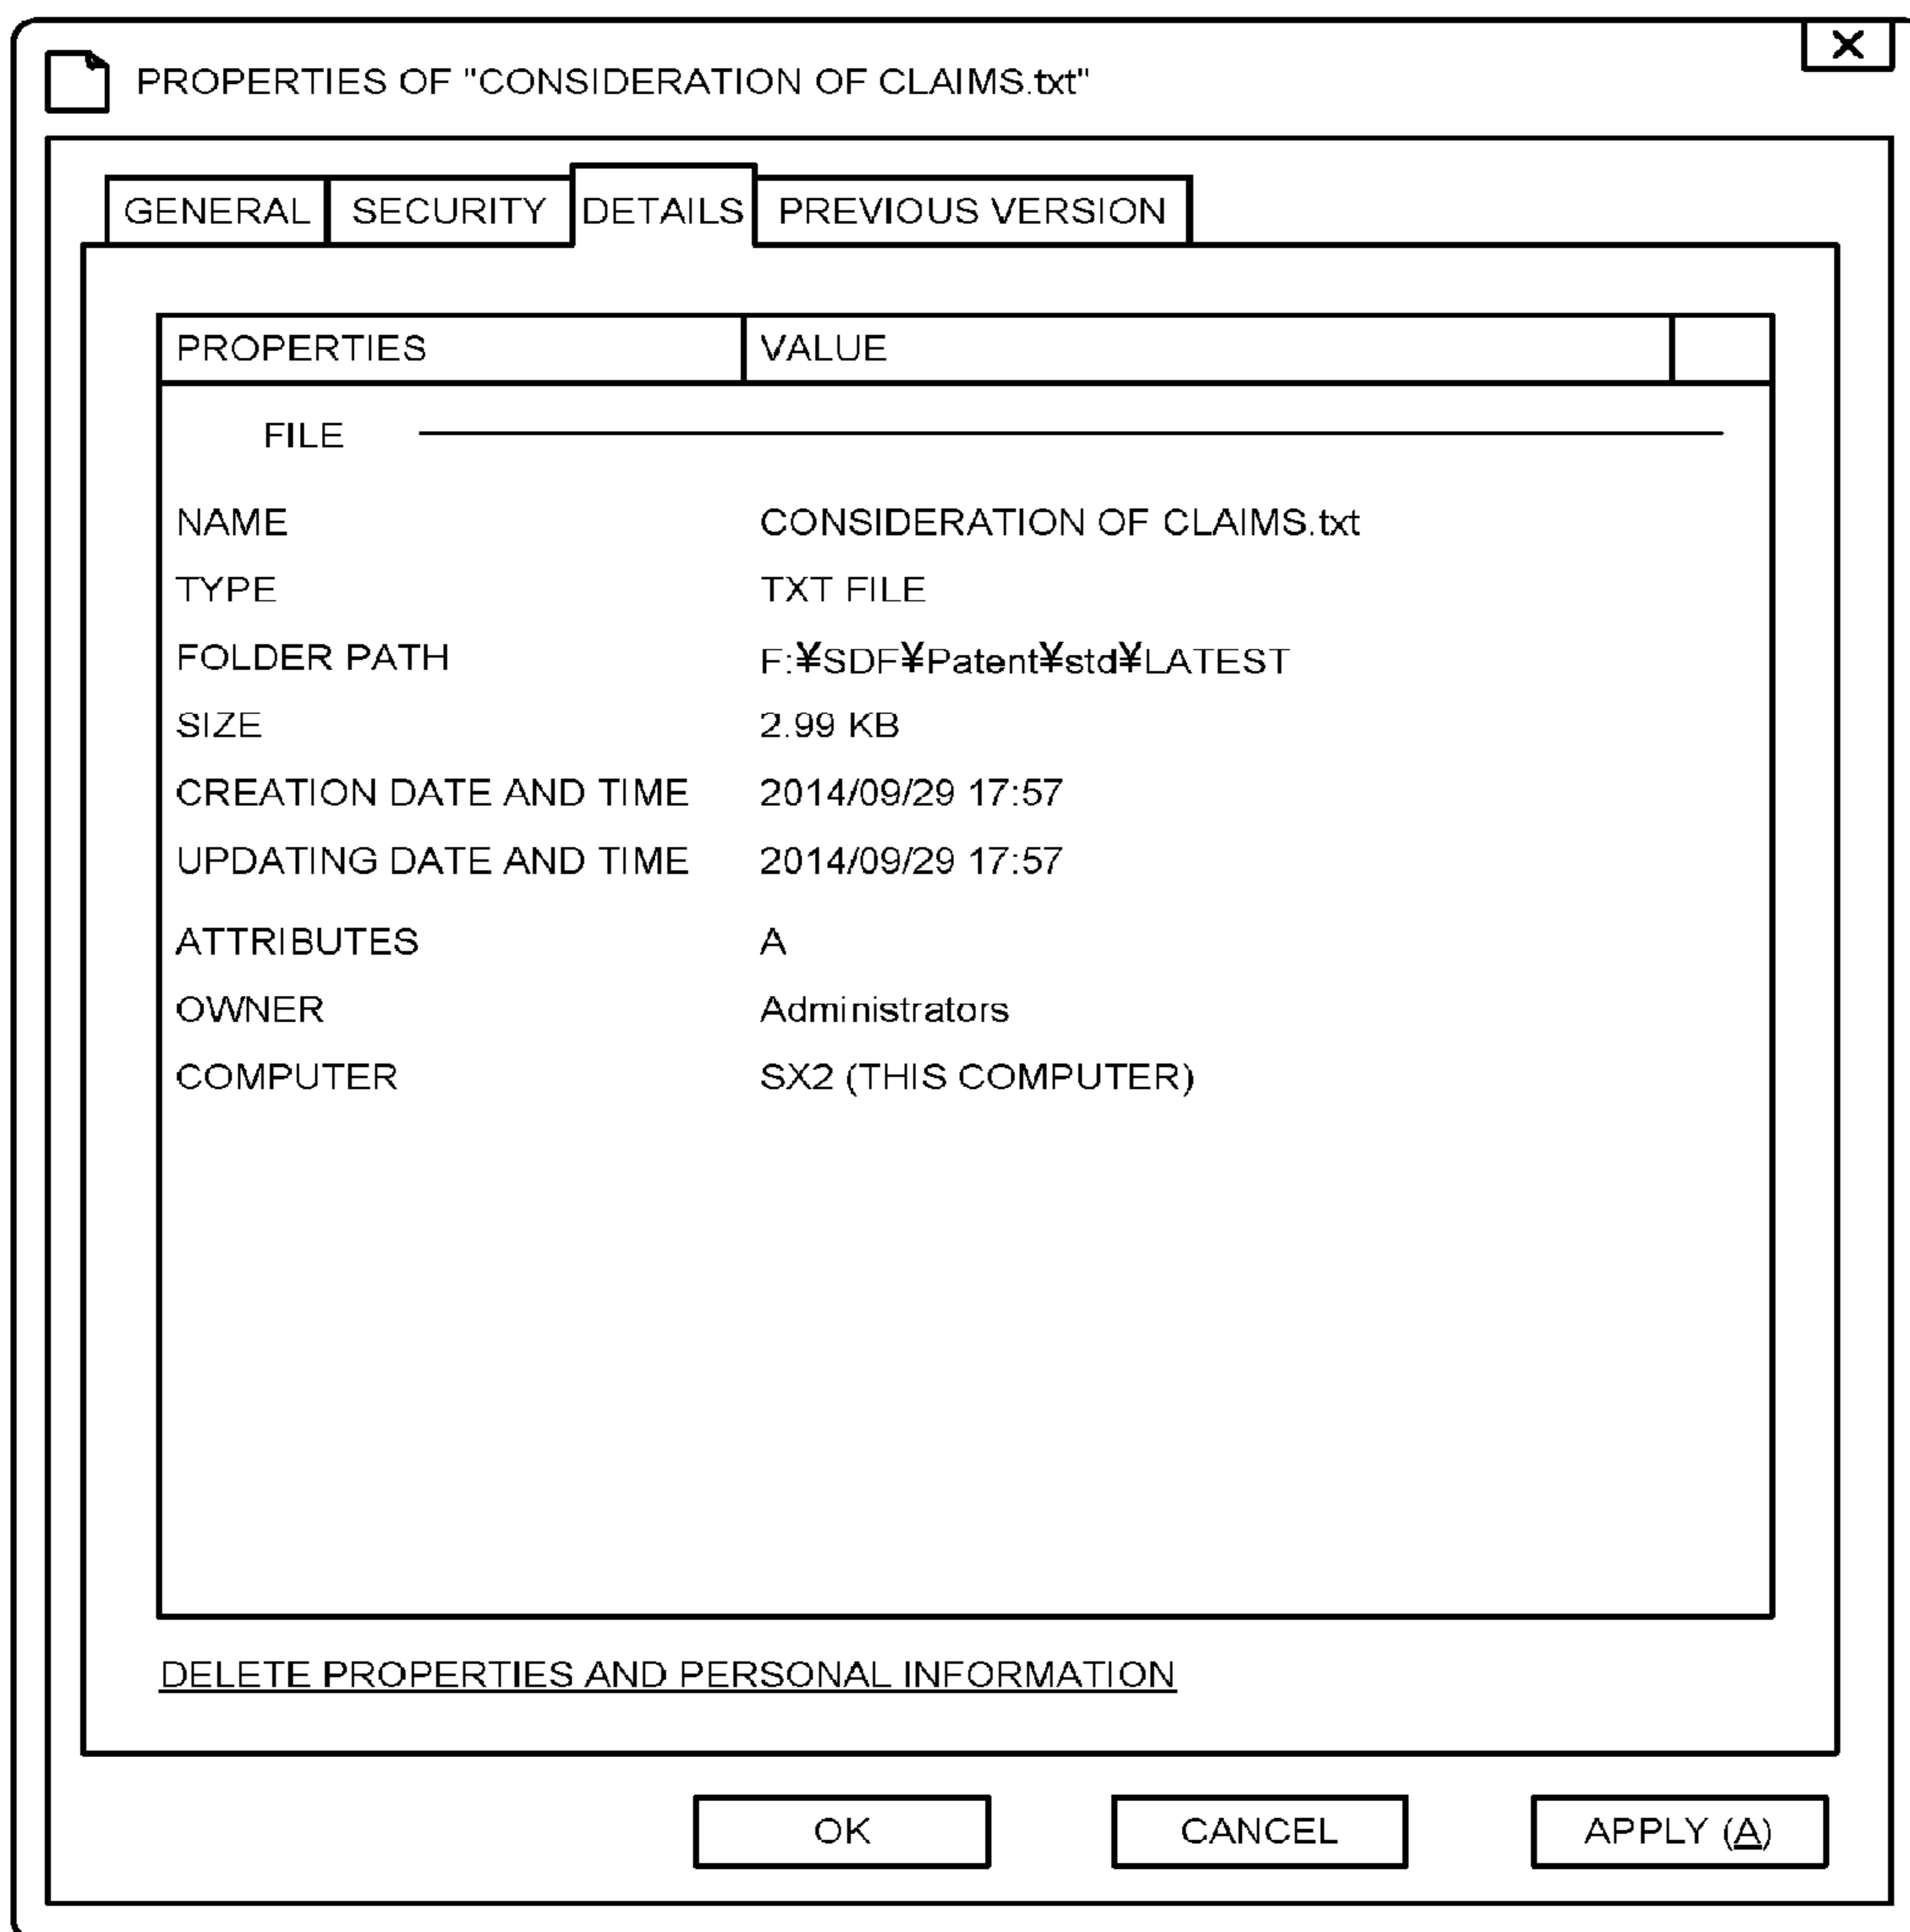 PROPERTIES OF "CONSIDERATION OF CLAIMS.txt"
X
GENERAL SECURITY DETAILS PREVIOUS VERSION
PROPERTIES VALUE
FILE
NAME CONSIDERATION OF CLAIMS.txt
TYPE TXT FILE
FOLDER PATH F:¥SDF¥Patent¥std¥LATEST
SIZE 2.99 KB
CREATION DATE AND TIME 2014/09/29 17:57
UPDATING DATE AND TIME 2014/09/29 17:57
ATTRIBUTES A
OWNER Administrators
COMPUTER SX2 (THIS COMPUTER)
DELETE PROPERTIES AND PERSONAL INFORMATION
OK CANCEL APPLY (A)